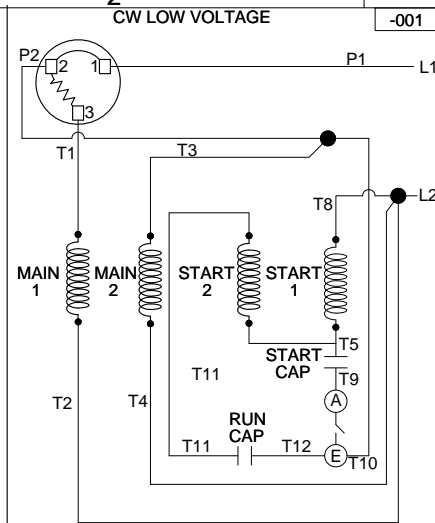 CW LOW VOLTAGE
-001
P2
2
1
P1
L1
3
T1
T3
T8
L2
MAIN
1
MAIN
2
START
2
START
1
T5
START
CAP
T11
T9
T2
T4
A
RUN
CAP
T11
T12
E
T10